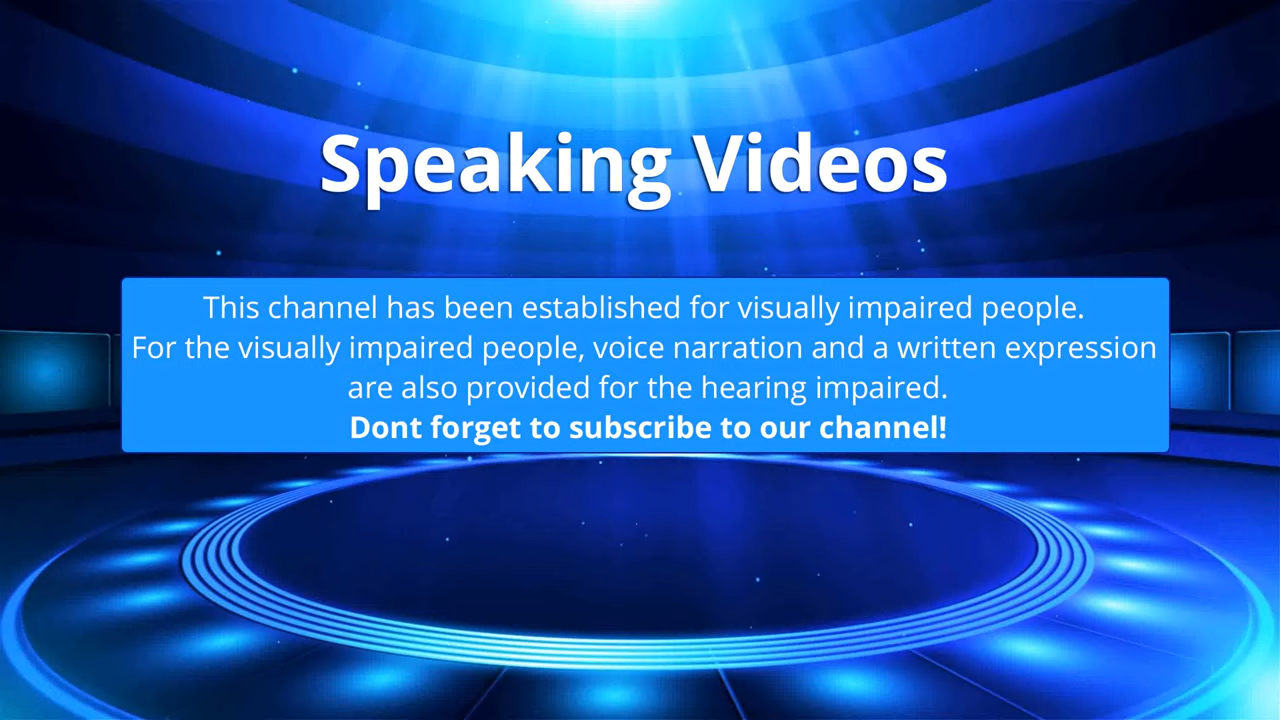 Speaking Videos
This channel has been established for visually impaired people.
For the visually impaired people, voice narration and a written expression
are also provided for the hearing impaired.
Dont forget to subscribe to our channel!